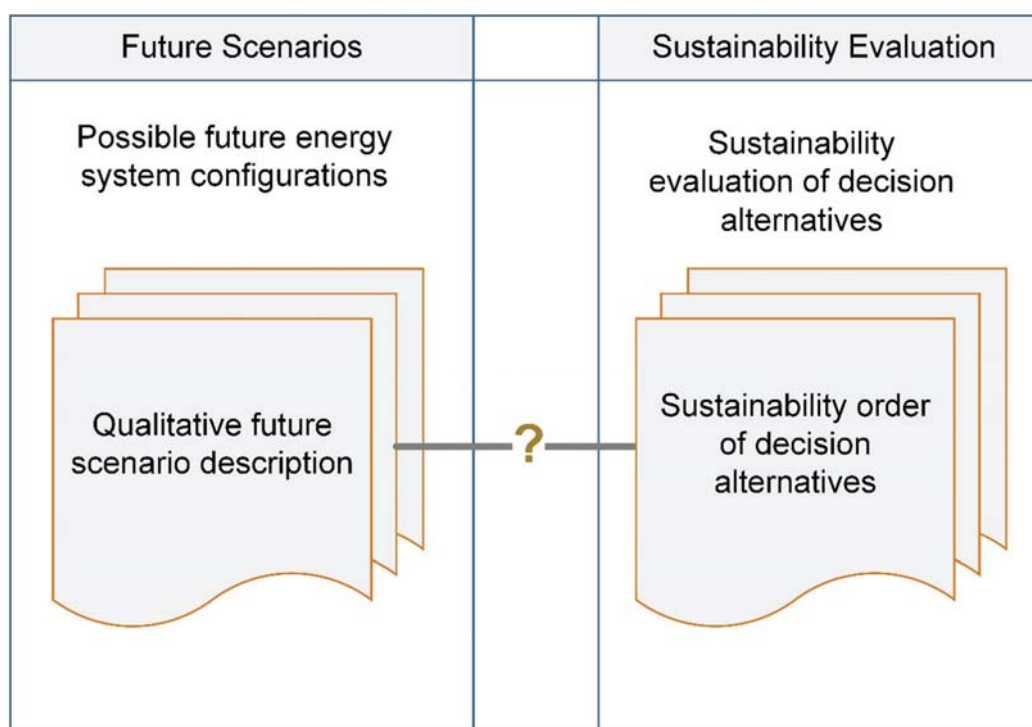 Future Scenarios
Sustainability Evaluation
Possible future energy
system configurations
Sustainability
evaluation of decision
alternatives
Qualitative future
scenario description
?
Sustainability order
of decision
alternatives